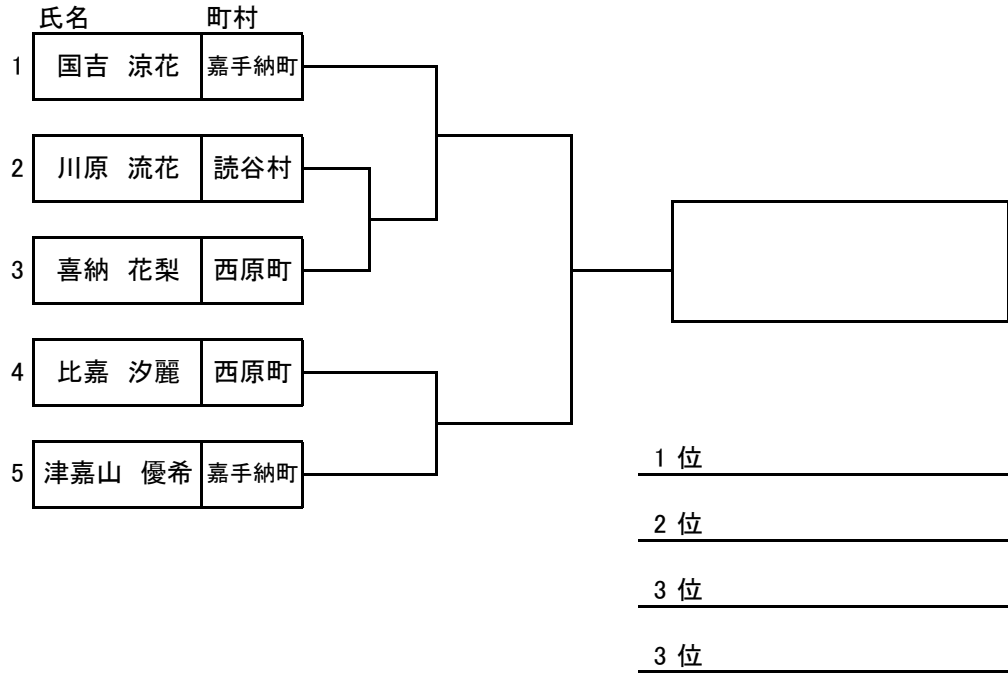 氏名 町村
1 国吉 涼花 嘉手納町
2 川原 流花 読谷村
3 喜納 花梨 西原町
4 比嘉 汐麗 西原町
5 津嘉山 優希 嘉手納町
1 位
2 位
3 位
3 位